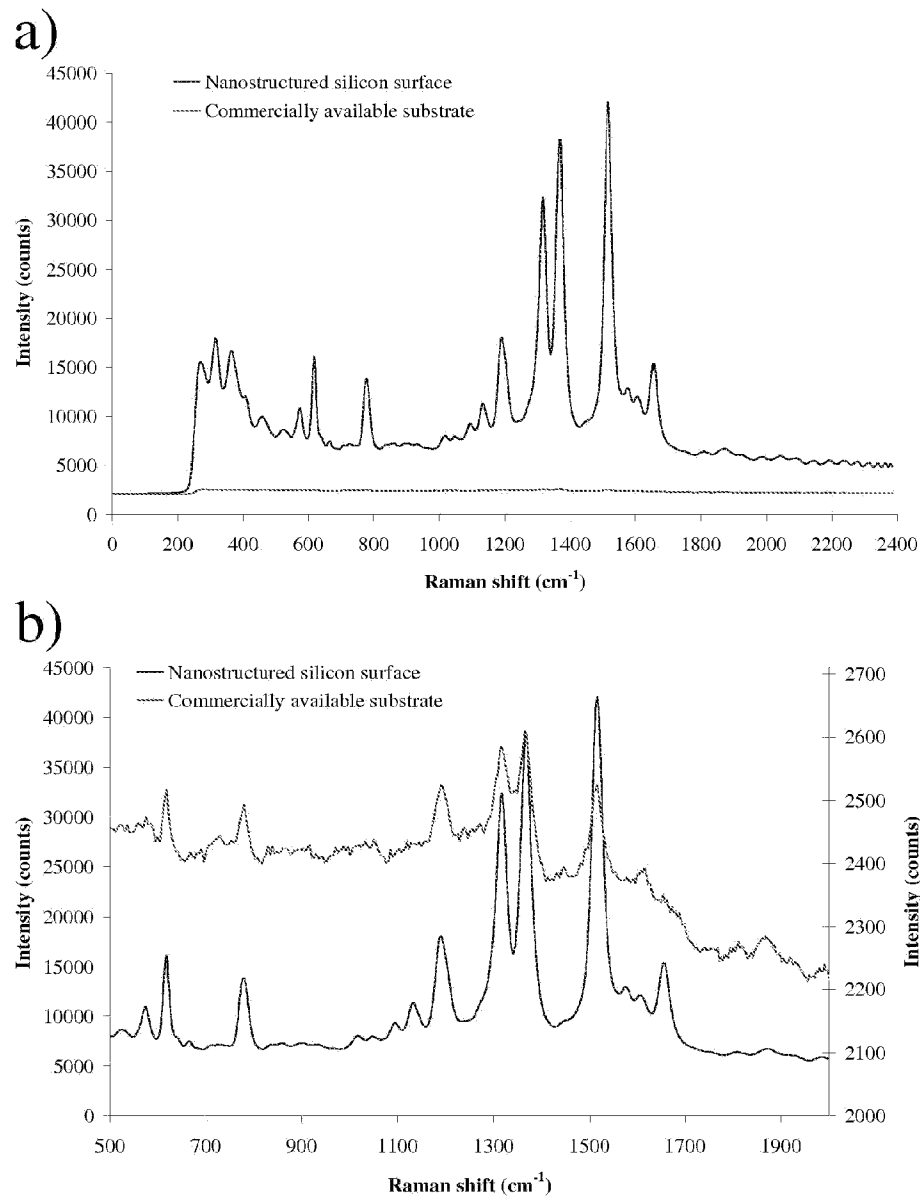 a)
45000
40000
35000
30000
25000
20000
15000
10000
5000
0
Intensity (counts)
Nanostructured silicon surface
Commercially available substrate
0 200 400 600 800 1000 1200 1400 1600 1800 2000 2200 2400
Raman shift (cm-1)
b)
45000
40000
35000
30000
25000
20000
15000
10000
5000
0
Intensity (counts)
Nanostructured silicon surface
Commercially available substrate
2700
2600
2500
2400
2300
2200
2100
2000
Intensity (counts)
500 700 900 1100 1300 1500 1700 1900
Raman shift (cm-1)